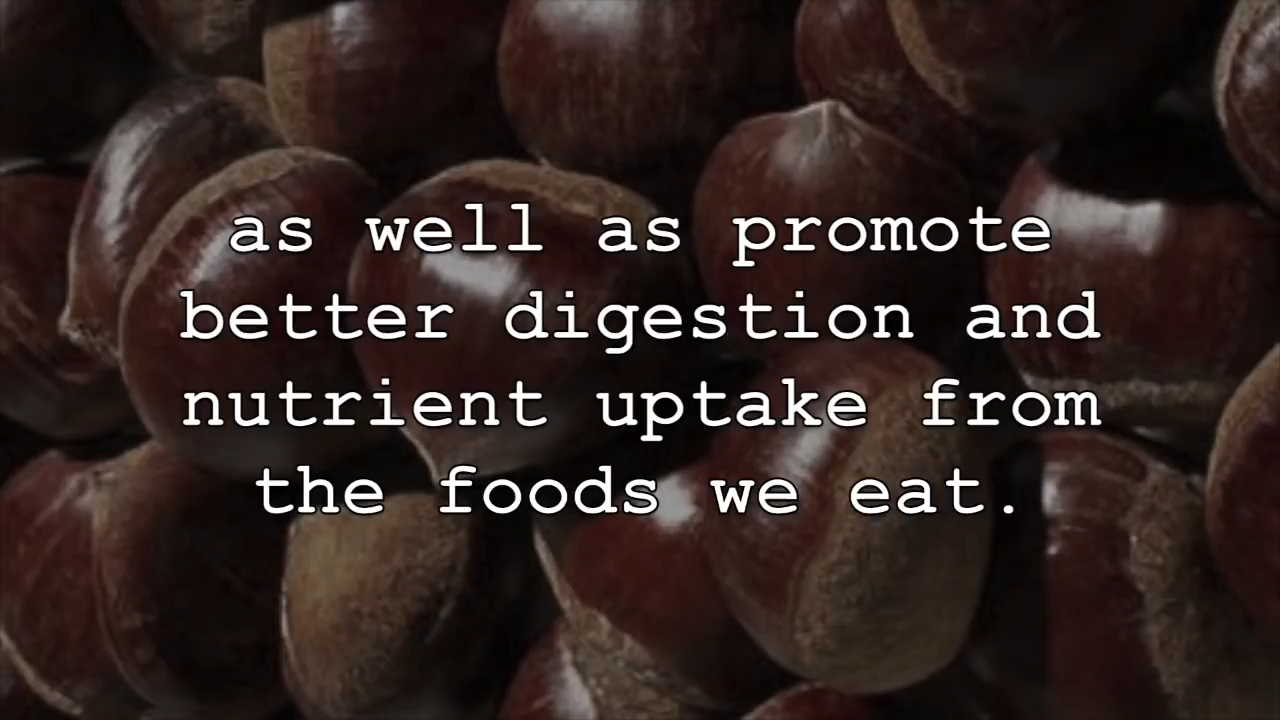 as well as promote
better digestion and
nutrient uptake from
the foods we eat.